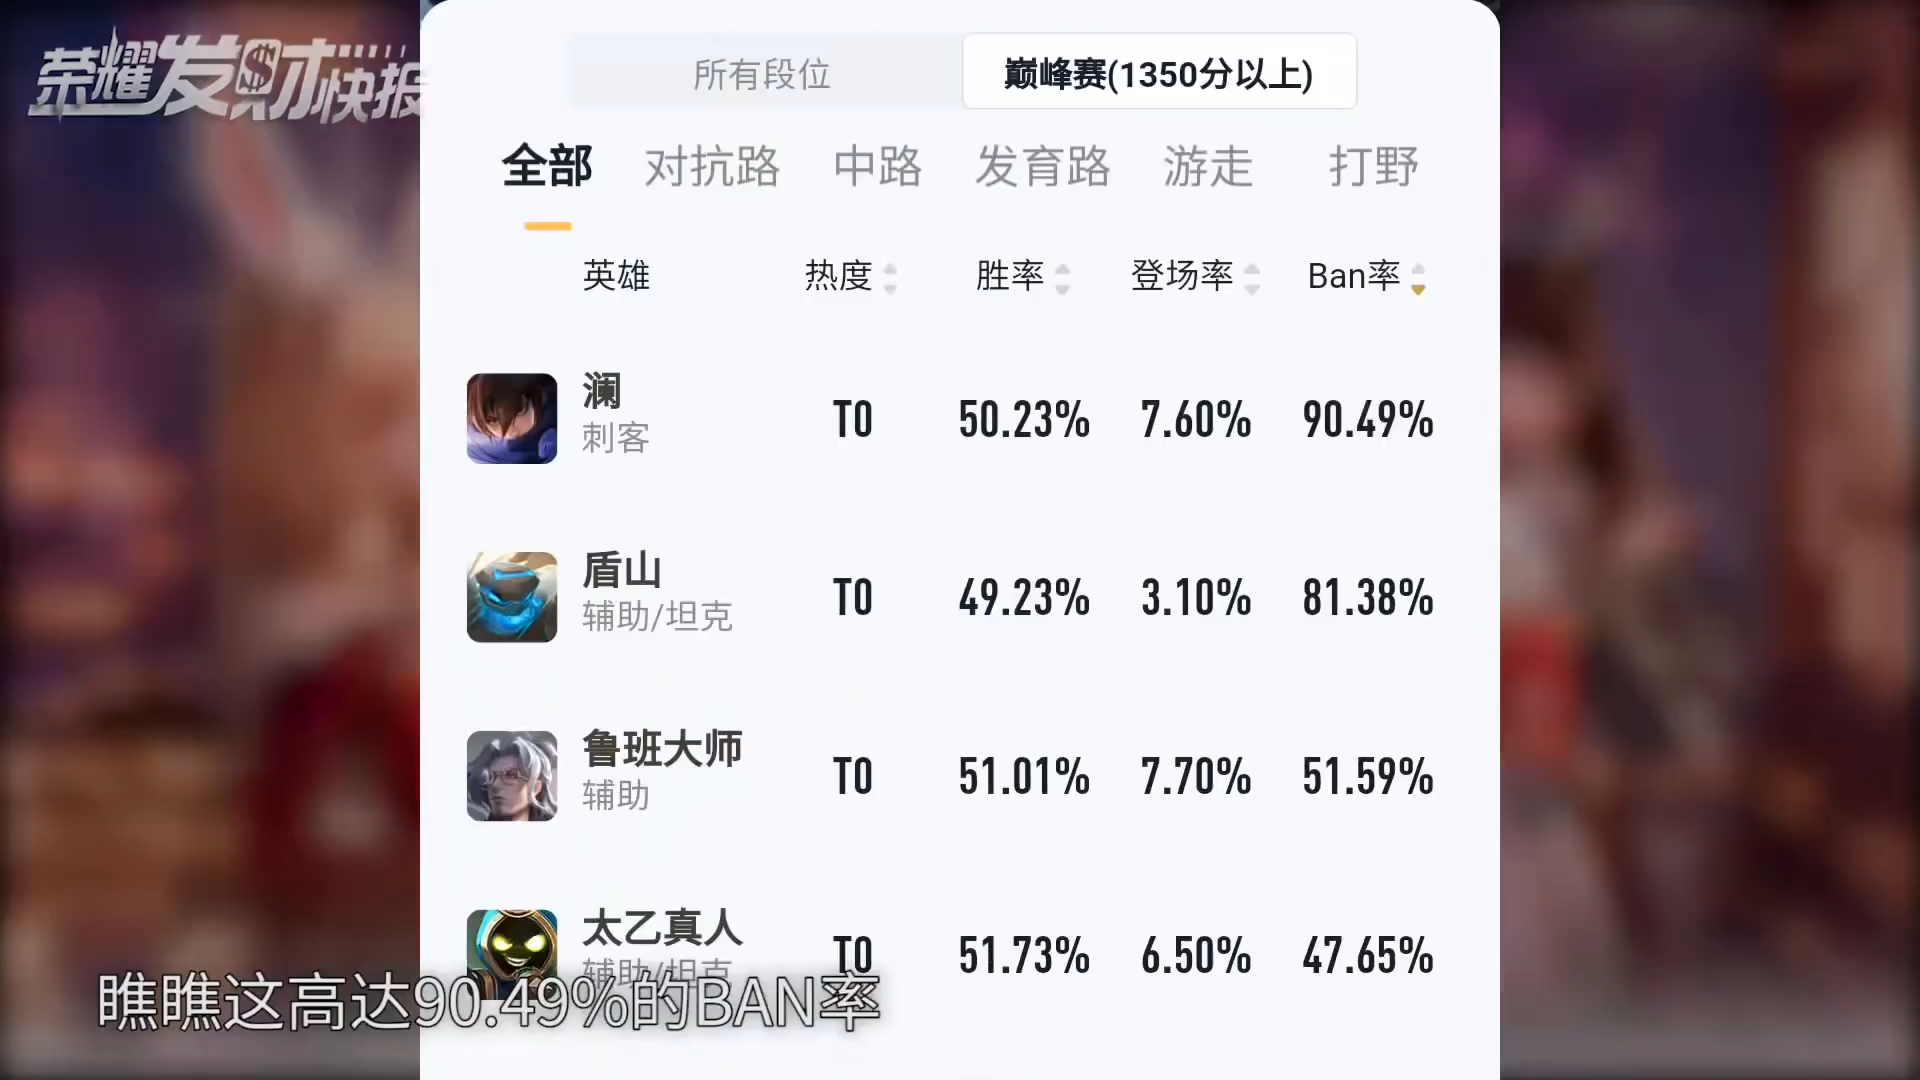 荣耀发财快报
所有段位
巅峰赛(1350分以上)
全部 对抗路 中路 发育路 游走 打野
英雄 热度 胜率 登场率 Ban率
澜
刺客
T0 50.23% 7.60% 90.49%
盾山
辅助/坦克
T0 49.23% 3.10% 81.38%
鲁班大师
辅助
T0 51.01% 7.70% 51.59%
太乙真人
辅助/坦克
T0 51.73% 6.50% 47.65%
瞧瞧这高达90.49%的BAN率